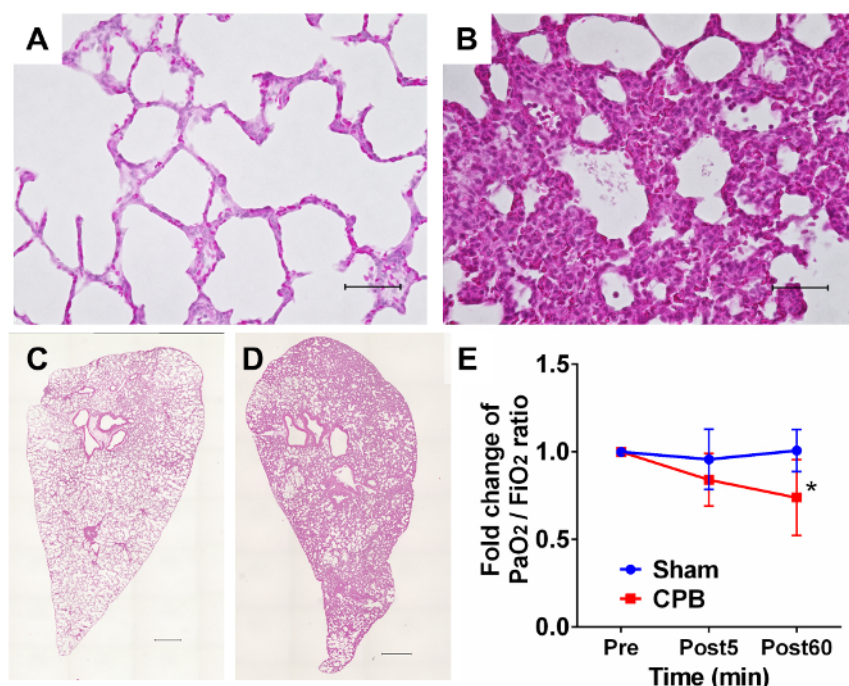 A
B
C
D
E
Fold change of
PaO2 / FiO2 ratio
1.5
1.0
0.5
0.0
*
Sham
CPB
Pre Post5 Post60
Time (min)